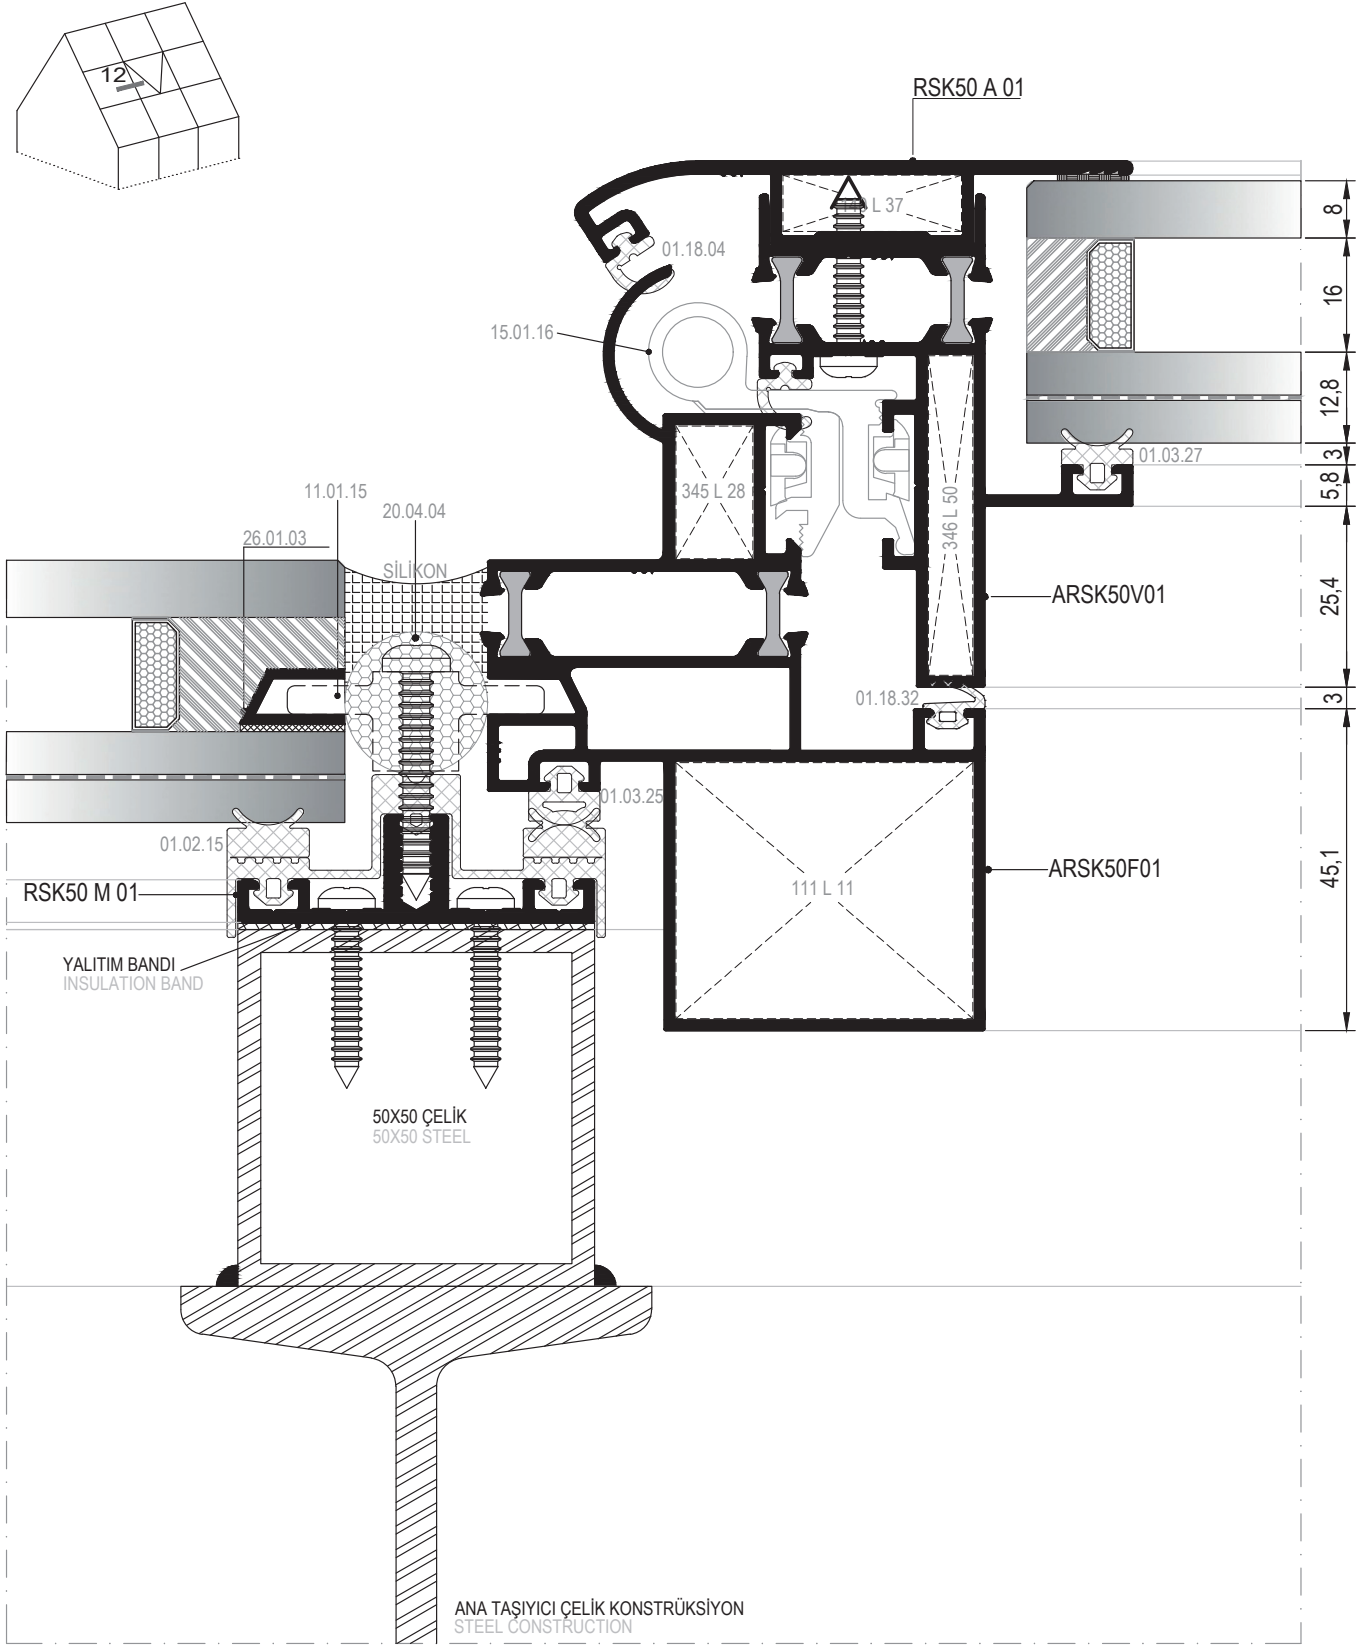 12
RSK50 A 01
8
L 37
01.18.04
16
15.01.16
12,8
01.03.27
3
5,8
11.01.15
345 L 28
346 L 50
20.04.04
26.01.03
SİLİKON
25,4
ARSK50V01
01.18.32
3
01.03.25
01.02.15
ARSK50F01
45,1
RSK50 M 01
111 L 11
YALITIM BANDI
INSULATION BAND
50X50 ÇELİK
50X50 STEEL
ANA TAŞIYICI ÇELİK KONSTRÜKSİYON
STEEL CONSTRUCTION